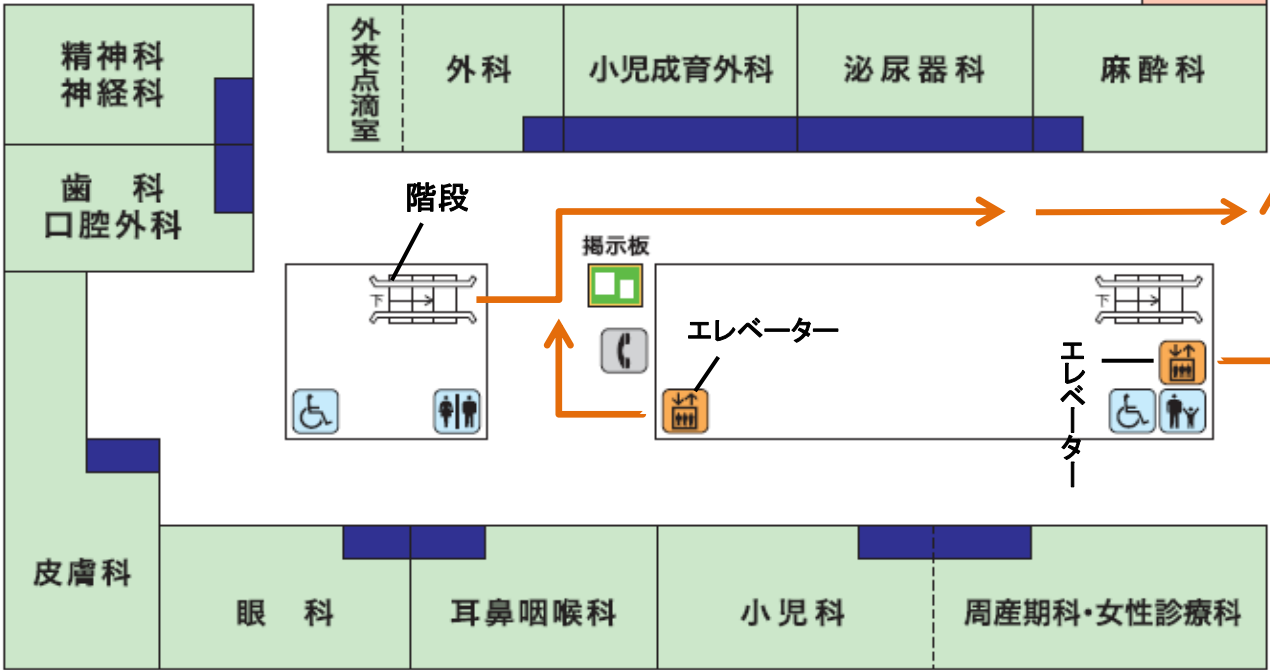 精神科
神経科
外来点滴室
外科
小児成育外科
泌尿器科
麻酔科
歯 科
口腔外科
階段
掲示板
下
エレベーター
下
エレベーター
皮膚科
眼 科
耳鼻咽喉科
小児科
周産期科・女性診療科